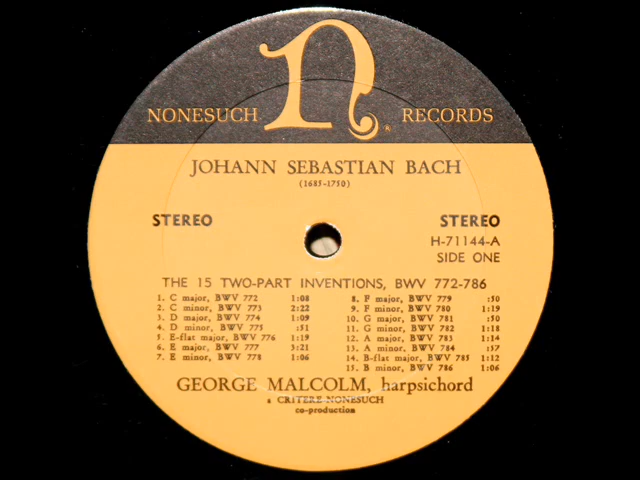 NONESUCH n® RECORDS
JOHANN SEBASTIAN BACH
(1685-1750)
STEREO STEREO
H-71144-A
SIDE ONE
THE 15 TWO-PART INVENTIONS, BWV 772-786
1. C major, BWV 772 1:08
2. C minor, BWV 773 2:22
3. D major, BWV 774 1:09
4. D minor, BWV 775 :51
5. E-flat major, BWV 776 1:19
6. E major, BWV 777 3:21
7. E minor, BWV 778 1:06
8. F major, BWV 779 :50
9. F minor, BWV 780 1:19
10. G major, BWV 781 :50
11. G minor, BWV 782 1:18
12. A major, BWV 783 1:14
13. A minor, BWV 784 :57
14. B-flat major, BWV 785 1:12
15. B minor, BWV 786 1:06
GEORGE MALCOLM, harpsichord
a CRITERE NONESUCH
co-production